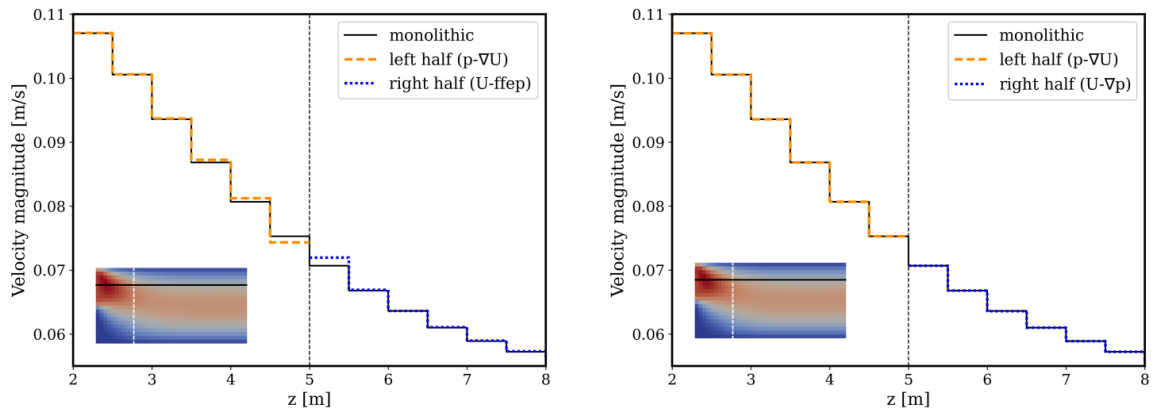 0.11
0.10
0.09
0.08
0.07
0.06
Velocity magnitude [m/s]
monolithic
left half (p-∇U)
right half (U-ffep)
2 3 4 5 6 7 8
z [m]
0.11
0.10
0.09
0.08
0.07
0.06
Velocity magnitude [m/s]
monolithic
left half (p-∇U)
right half (U-∇p)
2 3 4 5 6 7 8
z [m]